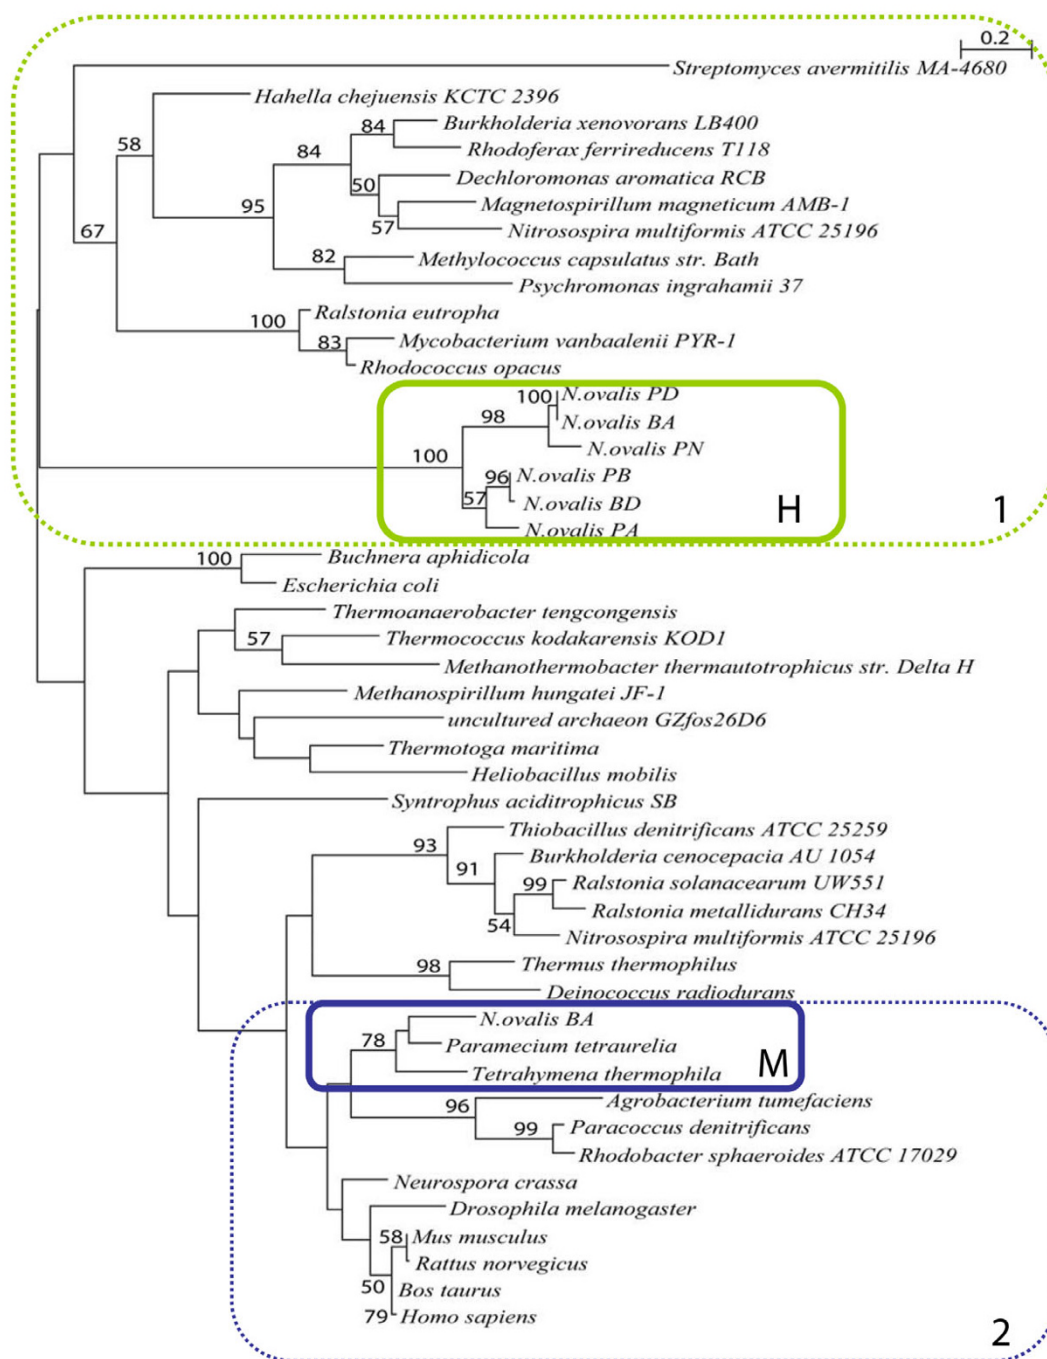 0.2
Streptomyces avermitilis MA-4680
Hahella chejuensis KCTC 2396
58
84
Burkholderia xenovorans LB400
84
Rhodoferax ferrireducens T118
Dechloromonas aromatica RCB
50
95
Magnetospirillum magneticum AMB-1
67
57
Nitrosospira multiformis ATCC 25196
82
Methylococcus capsulatus str. Bath
Psychromonas ingrahamii 37
Ralstonia eutropha
100
83
Mycobacterium vanbaalenii PYR-1
Rhodococcus opacus
100
N.ovalis PD
98
N.ovalis BA
N.ovalis PN
100
96
N.ovalis PB
57
N.ovalis BD
H
1
N.ovalis PA
100
Buchnera aphidicola
Escherichia coli
Thermoanaerobacter tengcongensis
57
Thermococcus kodakarensis KOD1
Methanothermobacter thermautotrophicus str. Delta H
Methanospirillum hungatei JF-1
uncultured archaeon GZfos26D6
Thermotoga maritima
Heliobacillus mobilis
Syntrophus aciditrophicus SB
Thiobacillus denitrificans ATCC 25259
93
Burkholderia cenocepacia AU 1054
91
99
Ralstonia solanacearum UW551
Ralstonia metallidurans CH34
54
Nitrosospira multiformis ATCC 25196
98
Thermus thermophilus
Deinococcus radiodurans
N.ovalis BA
78
Paramecium tetraurelia
M
Tetrahymena thermophila
96
Agrobacterium tumefaciens
99
Paracoccus denitrificans
Rhodobacter sphaeroides ATCC 17029
Neurospora crassa
Drosophila melanogaster
58
Mus musculus
Rattus norvegicus
50
Bos taurus
79
Homo sapiens
2